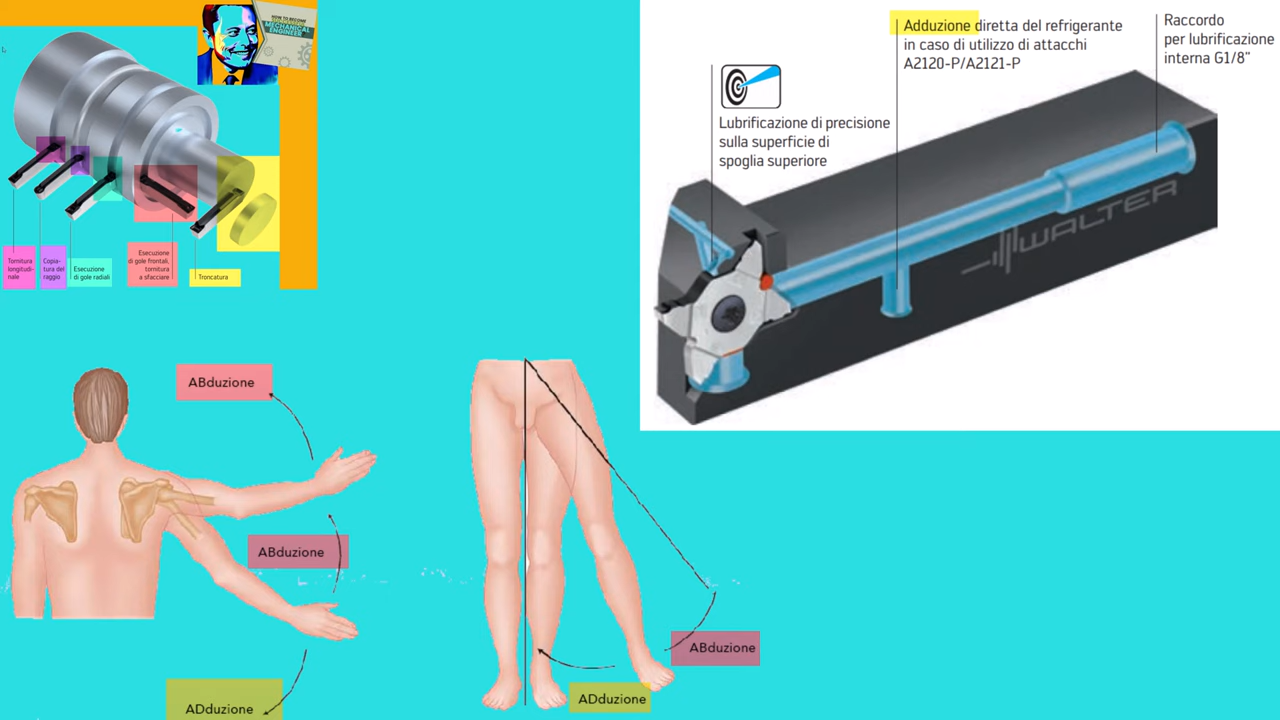 HOW TO BECOME
MECHANICAL
ENGINEER
Tornitura
longitudi-
nale
Copia-
tura del
raggio
Esecuzione
di gole radiali
Esecuzione
di gole frontali,
tornitura
a sfacciare
Troncatura
Adduzione diretta del refrigerante
in caso di utilizzo di attacchi
A2120-P/A2121-P
Raccordo
per lubrificazione
interna G1/8"
Lubrificazione di precisione
sulla superficie di
spoglia superiore
WALTER
ABduzione
ABduzione
ADduzione
ABduzione
ADduzione